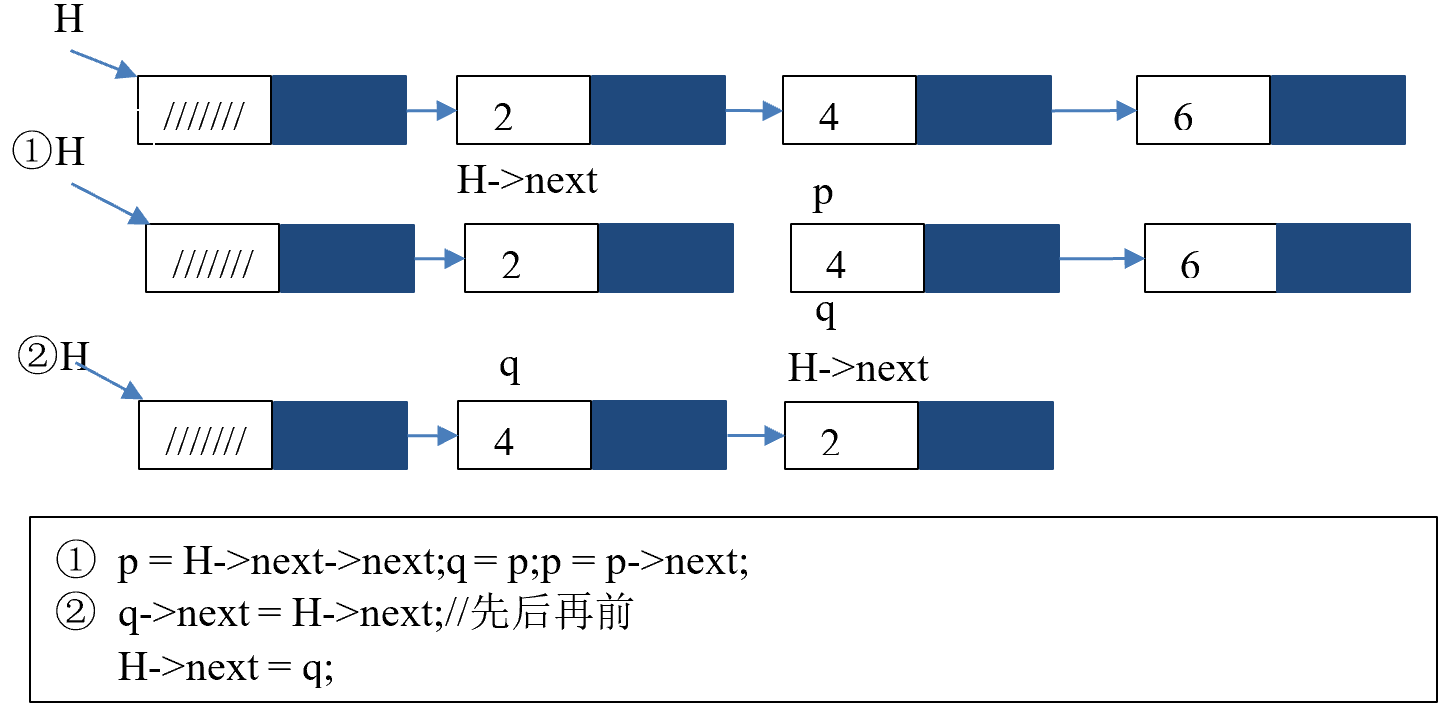 H
/////// 2 4 6
①H
H->next p
/////// 2 4 6
q
②H q H->next
/////// 4 2
① p = H->next->next;q = p;p = p->next;
② q->next = H->next;//先后再前
H->next = q;